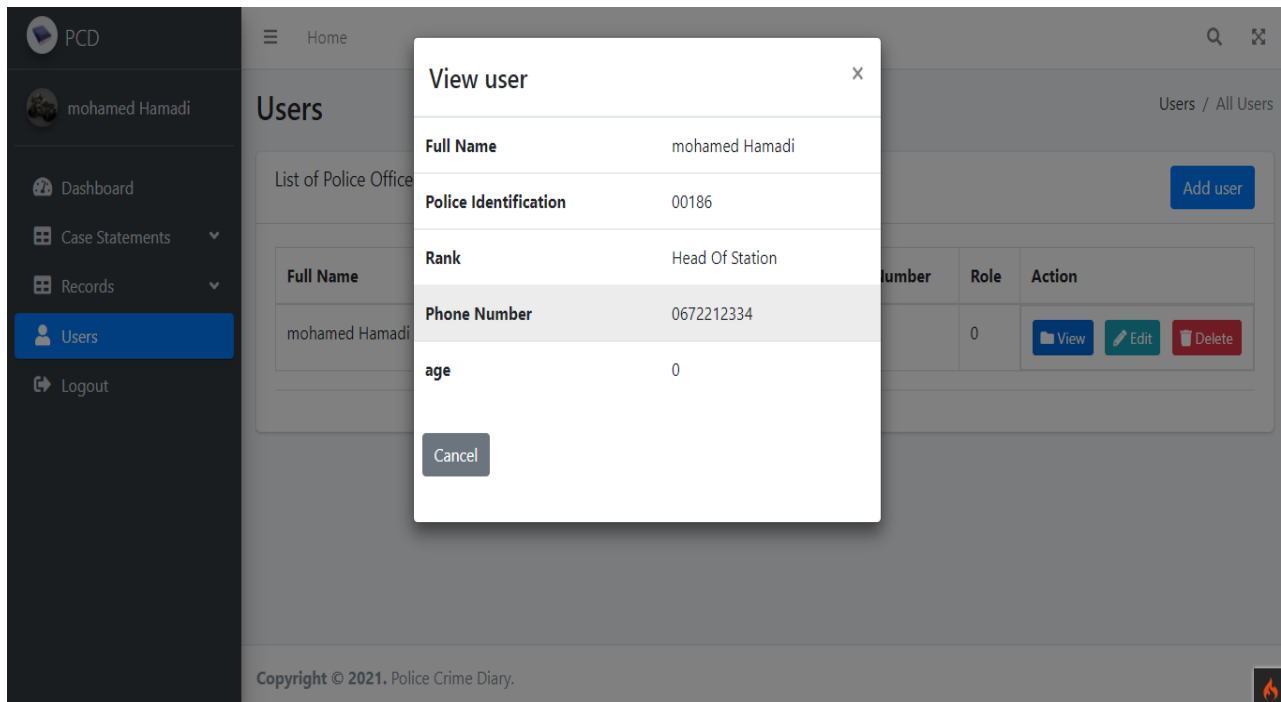 PCD
Home
mohamed Hamadi
Dashboard
Case Statements
Records
Users
Logout
Users
Users / All Users
List of Police Office
Add user
Full Name
umber
Role
Action
mohamed Hamadi
0
View
Edit
Delete
View user
×
Full Name
mohamed Hamadi
Police Identification
00186
Rank
Head Of Station
Phone Number
0672212334
age
0
Cancel
Copyright © 2021. Police Crime Diary.